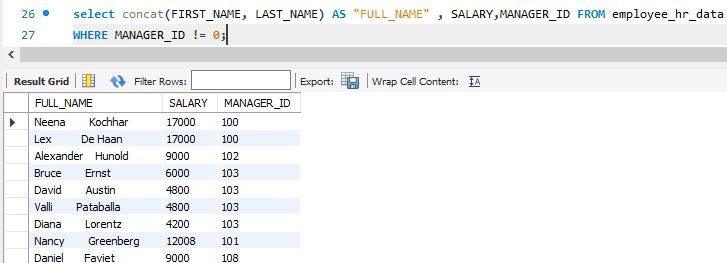 26 select concat(FIRST_NAME, LAST_NAME) AS "FULL_NAME" , SALARY,MANAGER_ID FROM employee_hr_data
27 WHERE MANAGER_ID != 0;
Result Grid Filter Rows: Export: Wrap Cell Content: IA
FULL_NAME SALARY MANAGER_ID
Neena Kochhar 17000 100
Lex De Haan 17000 100
Alexander Hunold 9000 102
Bruce Ernst 6000 103
David Austin 4800 103
Valli Pataballa 4800 103
Diana Lorentz 4200 103
Nancy Greenberg 12008 101
Daniel Faviet 9000 108